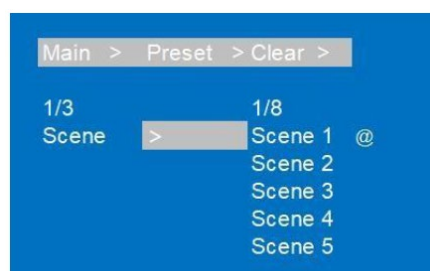 Main > Preset > Clear >
1/3 1/8
Scene > Scene 1 @
Scene 2
Scene 3
Scene 4
Scene 5